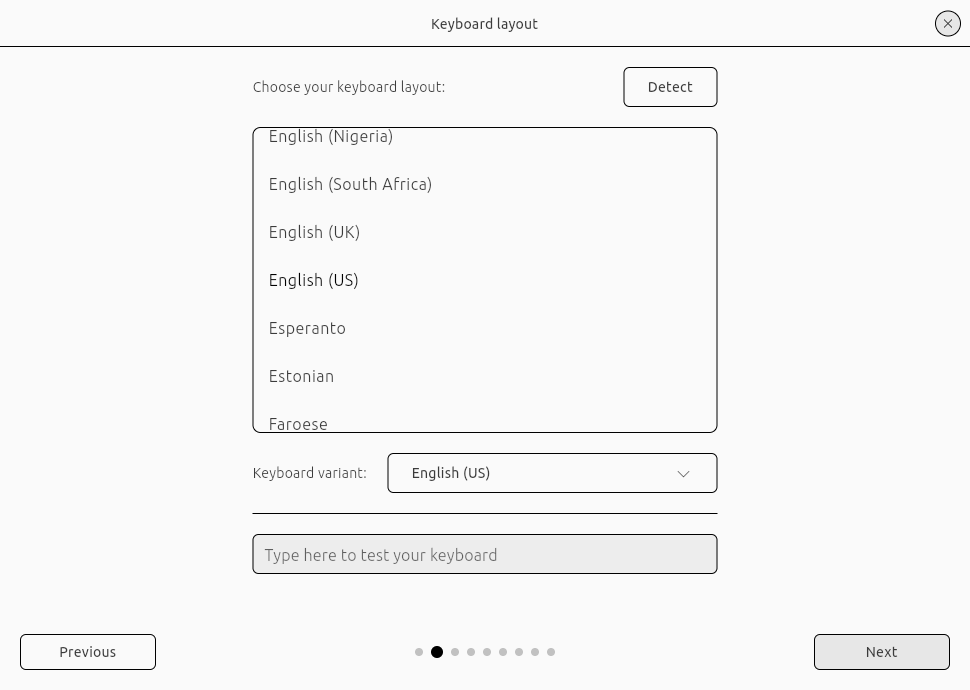 Keyboard layout
Choose your keyboard layout:
Detect
English (Nigeria)
English (South Africa)
English (UK)
English (US)
Esperanto
Estonian
Faroese
Keyboard variant:
English (US)
Type here to test your keyboard
Previous
Next